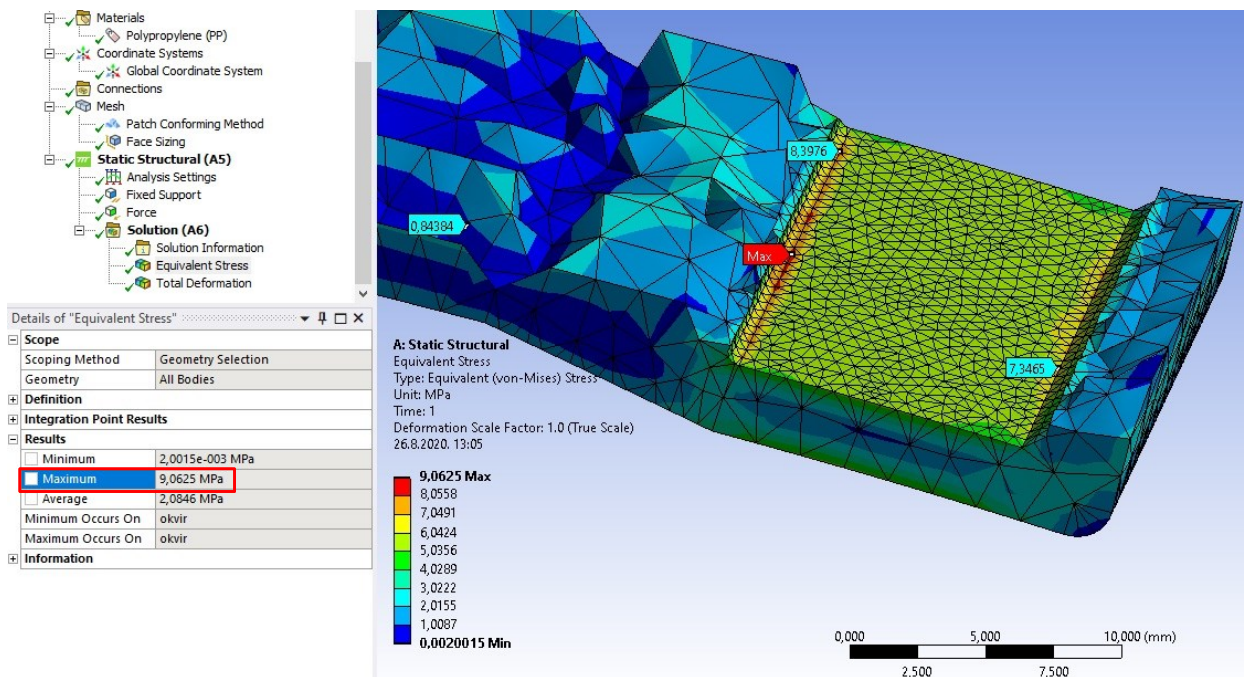 Materials
Polypropylene (PP)
Coordinate Systems
Global Coordinate System
Connections
Mesh
Patch Conforming Method
Face Sizing
Static Structural (A5)
Analysis Settings
Fixed Support
Force
Solution (A6)
Solution Information
Equivalent Stress
Total Deformation
Details of "Equivalent Stress"
Scope
Scoping Method Geometry Selection
Geometry All Bodies
Definition
Integration Point Results
Results
Minimum 2,0015e-003 MPa
Maximum 9,0625 MPa
Average 2,0846 MPa
Minimum Occurs On okvir
Maximum Occurs On okvir
Information
8,3976
0,84384
Max
7,3465
A: Static Structural
Equivalent Stress
Type: Equivalent (von-Mises) Stress
Unit: MPa
Time: 1
Deformation Scale Factor: 1.0 (True Scale)
26.8.2020. 13:05
9,0625 Max
8,0558
7,0491
6,0424
5,0356
4,0289
3,0222
2,0155
1,0087
0,0020015 Min
0,000 5,000 10,000 (mm)
2,500 7,500